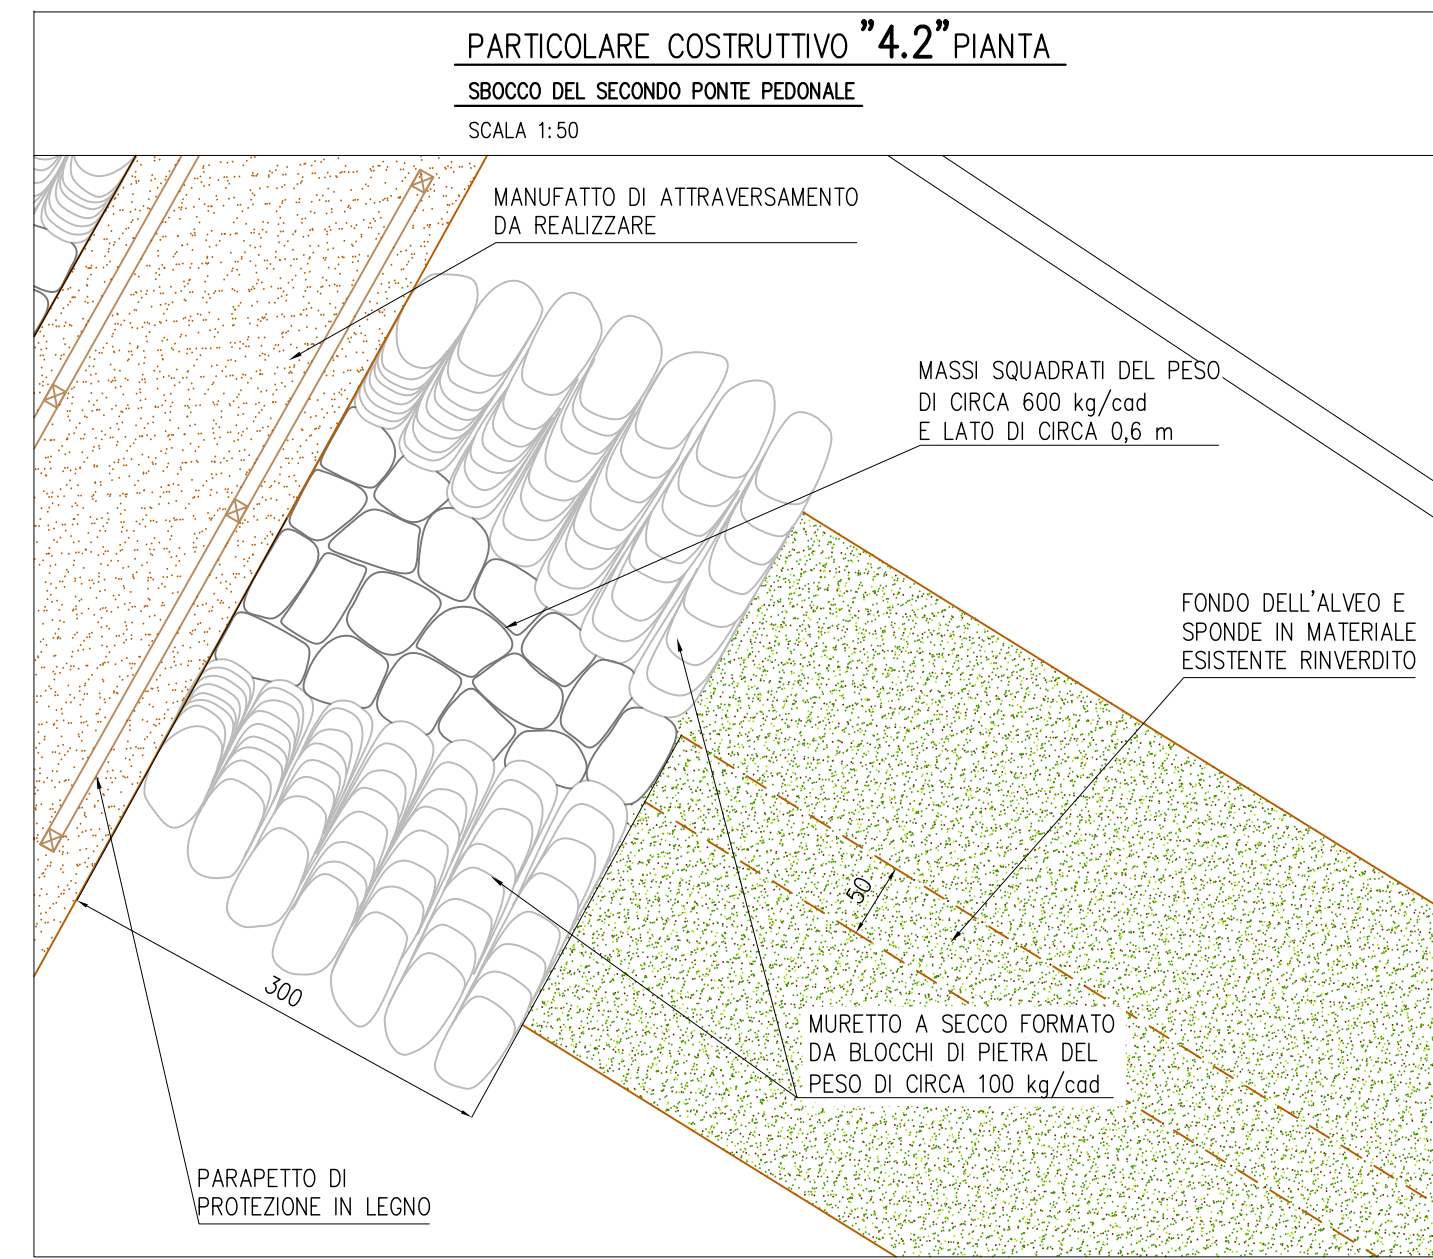 PARTICOLARE COSTRUTTIVO "4.2" PIANTA
SBOCCO DEL SECONDO PONTE PEDONALE
SCALA 1:50
MANUFATTO DI ATTRAVERSAMENTO
DA REALIZZARE
MASSI SQUADRATI DEL PESO
DI CIRCA 600 kg/cad
E LATO DI CIRCA 0,6 m
FONDO DELL'ALVEO E
SPONDE IN MATERIALE
ESISTENTE RINVERDITO
50
300
MURETTO A SECCO FORMATO
DA BLOCCHI DI PIETRA DEL
PESO DI CIRCA 100 kg/cad
PARAPETTO DI
PROTEZIONE IN LEGNO